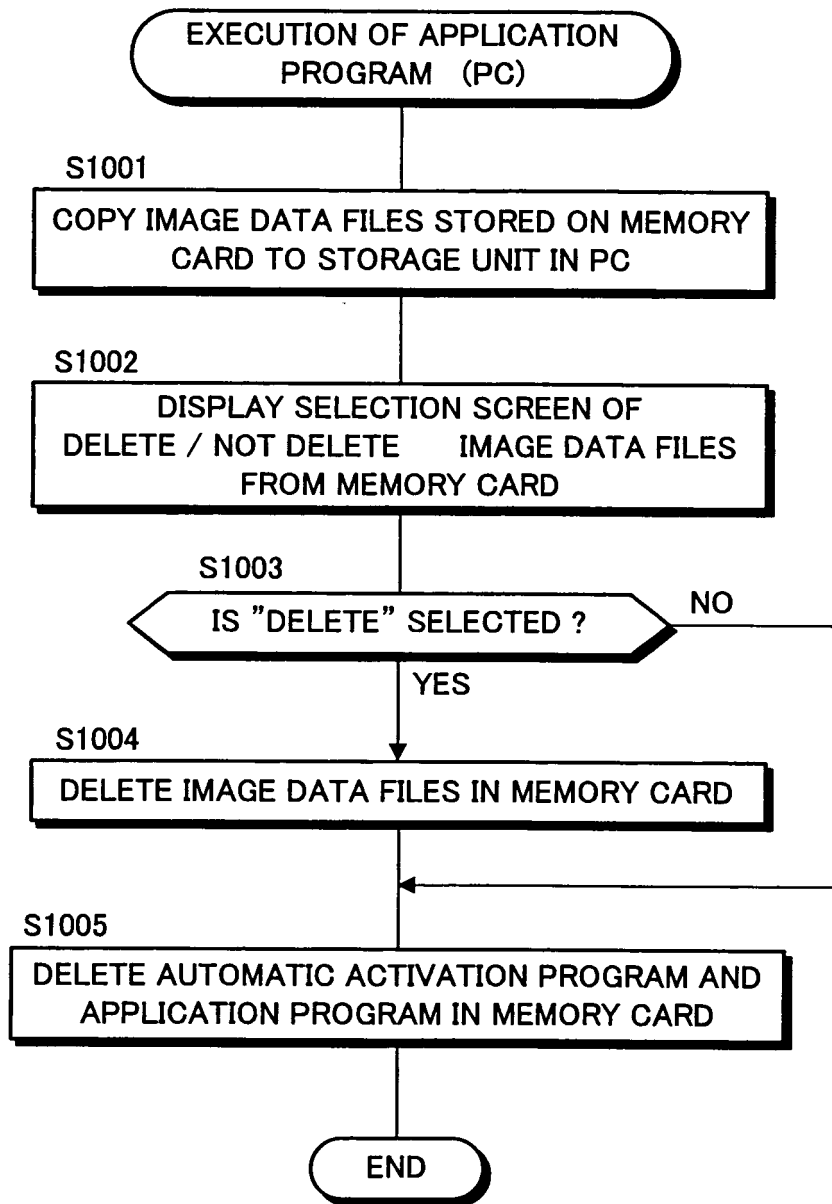 EXECUTION OF APPLICATION
PROGRAM (PC)
S1001
COPY IMAGE DATA FILES STORED ON MEMORY
CARD TO STORAGE UNIT IN PC
S1002
DISPLAY SELECTION SCREEN OF
DELETE / NOT DELETE IMAGE DATA FILES
FROM MEMORY CARD
S1003
IS "DELETE" SELECTED ?
NO
YES
S1004
DELETE IMAGE DATA FILES IN MEMORY CARD
S1005
DELETE AUTOMATIC ACTIVATION PROGRAM AND
APPLICATION PROGRAM IN MEMORY CARD
END